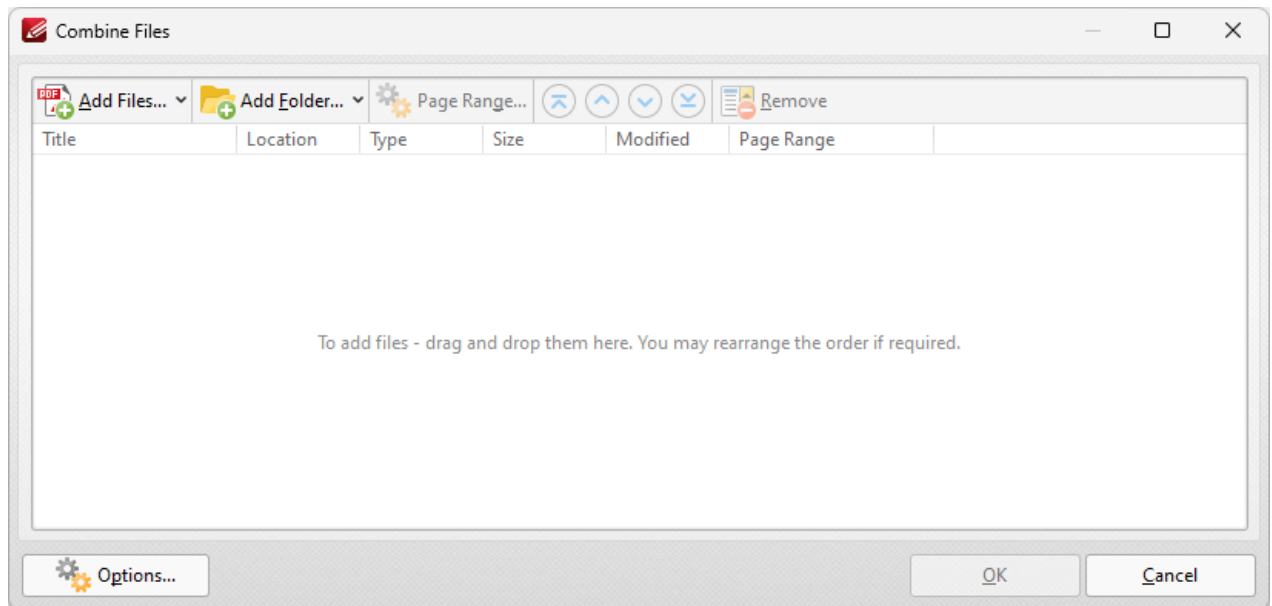 Combine Files
PDF Add Files... Add Folder... Page Range... Remove
Title Location Type Size Modified Page Range
To add files - drag and drop them here. You may rearrange the order if required.
Options... OK Cancel